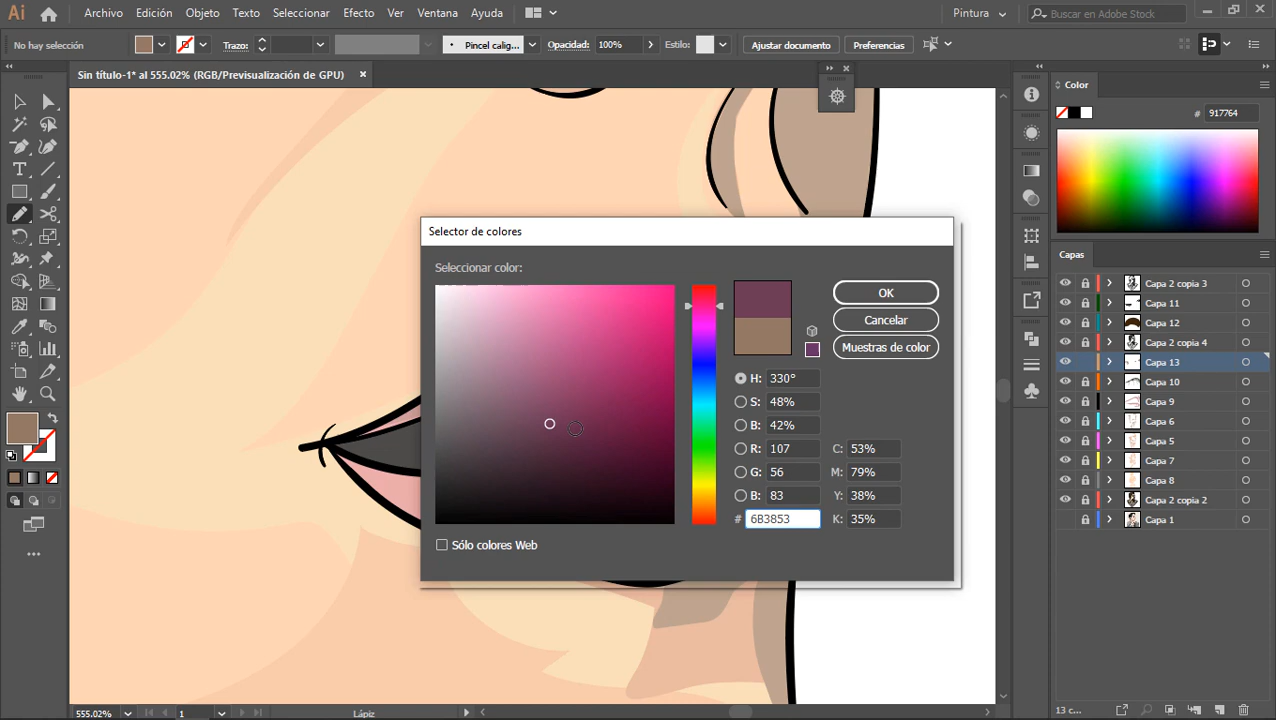 Ai Archivo Edición Objeto Texto Seleccionar Efecto Ver Ventana Ayuda Pintura Buscar en Adobe Stock
No hay selección Trazo: Pincel calig... Opacidad: 100% Estilo: Ajustar documento Preferencias
Sin título-1* al 555.02% (RGB/Previsualización de GPU)
Color
# 917764
Selector de colores
Seleccionar color:
OK
Cancelar
Muestras de color
H: 330°
S: 48%
B: 42%
R: 107 C: 53%
G: 56 M: 79%
B: 83 Y: 38%
# 6B3853 K: 35%
Sólo colores Web
Capas
Capa 2 copia 3
Capa 11
Capa 12
Capa 2 copia 4
Capa 13
Capa 10
Capa 9
Capa 6
Capa 5
Capa 7
Capa 8
Capa 2 copia 2
Capa 1
555.02% 1 Lápiz 13 c...